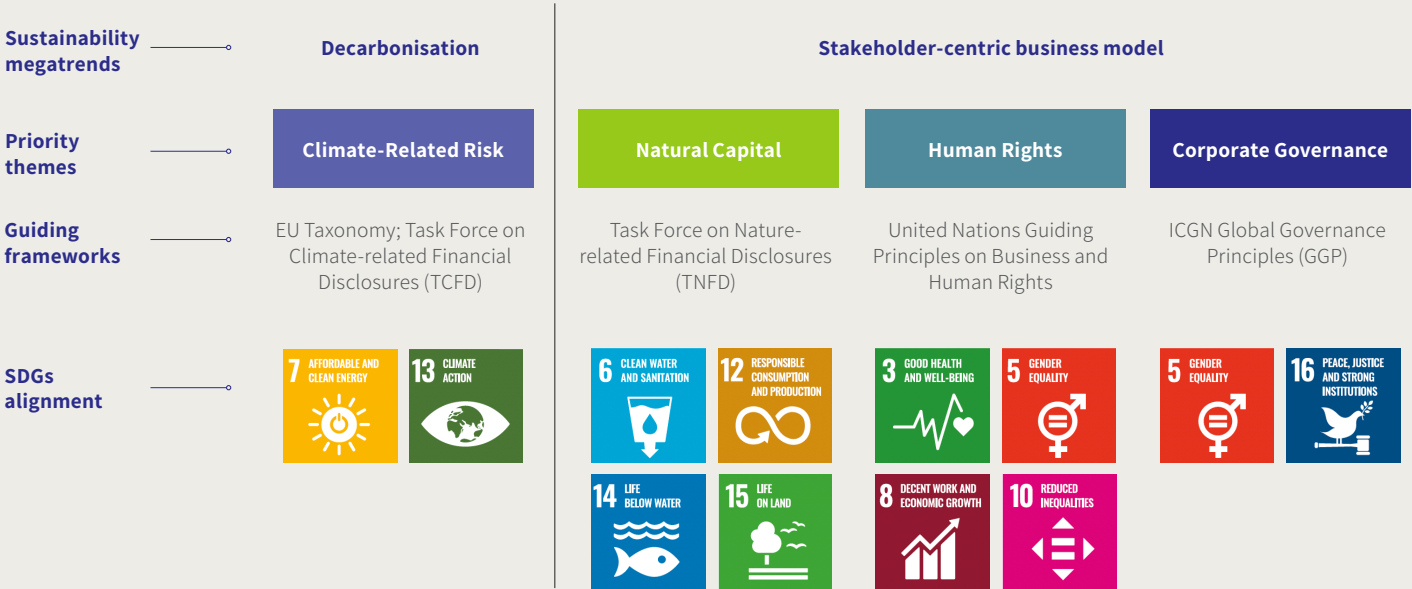 Sustainability
megatrends
Decarbonisation
Stakeholder-centric business model
Priority
themes
Climate-Related Risk
Natural Capital
Human Rights
Corporate Governance
Guiding
frameworks
EU Taxonomy; Task Force on
Climate-related Financial
Disclosures (TCFD)
Task Force on Nature-
related Financial Disclosures
(TNFD)
United Nations Guiding
Principles on Business and
Human Rights
ICGN Global Governance
Principles (GGP)
SDGs
alignment
7 AFFORDABLE AND
CLEAN ENERGY
13 CLIMATE
ACTION
6 CLEAN WATER
AND SANITATION
12 RESPONSIBLE
CONSUMPTION
AND PRODUCTION
3 GOOD HEALTH
AND WELL-BEING
5 GENDER
EQUALITY
5 GENDER
EQUALITY
16 PEACE, JUSTICE
AND STRONG
INSTITUTIONS
14 LIFE
BELOW WATER
15 LIFE
ON LAND
8 DECENT WORK AND
ECONOMIC GROWTH
10 REDUCED
INEQUALITIES